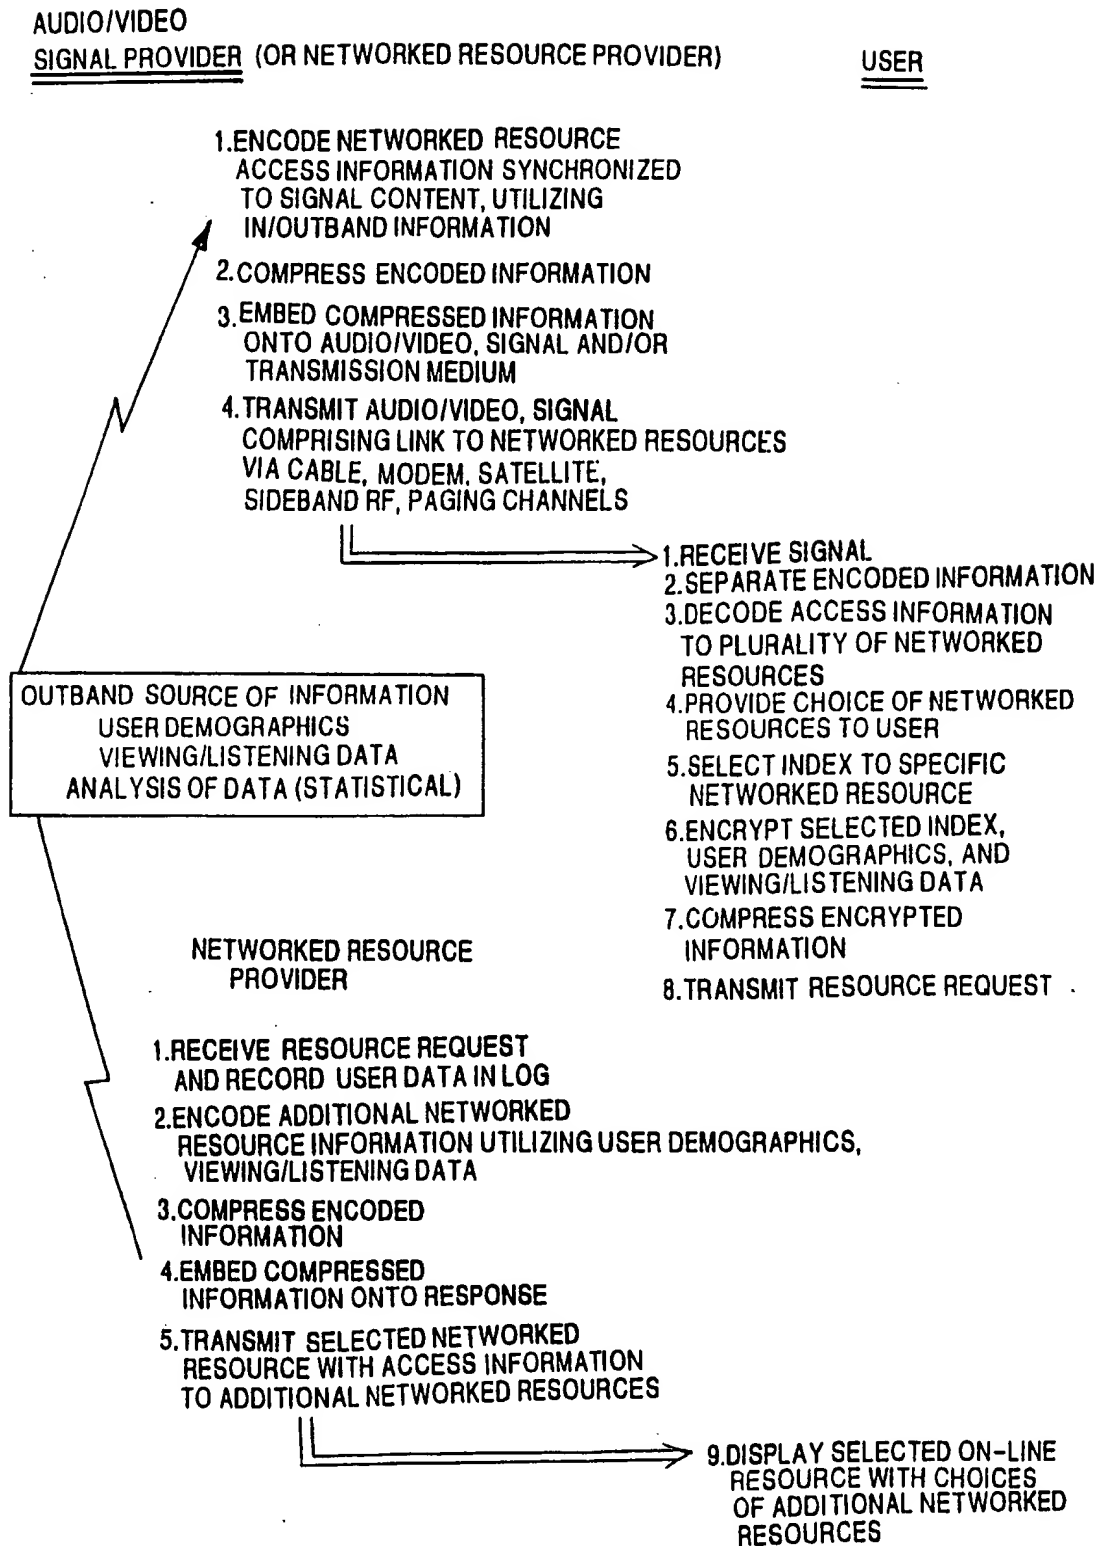 AUDIO/VIDEO
SIGNAL PROVIDER (OR NETWORKED RESOURCE PROVIDER)
USER
1.ENCODE NETWORKED RESOURCE
ACCESS INFORMATION SYNCHRONIZED
TO SIGNAL CONTENT, UTILIZING
IN/OUTBAND INFORMATION
2.COMPRESS ENCODED INFORMATION
3.EMBED COMPRESSED INFORMATION
ONTO AUDIO/VIDEO, SIGNAL AND/OR
TRANSMISSION MEDIUM
4.TRANSMIT AUDIO/VIDEO, SIGNAL
COMPRISING LINK TO NETWORKED RESOURCES
VIA CABLE, MODEM, SATELLITE,
SIDEBAND RF, PAGING CHANNELS
1.RECEIVE SIGNAL
2.SEPARATE ENCODED INFORMATION
3.DECODE ACCESS INFORMATION
TO PLURALITY OF NETWORKED
RESOURCES
4.PROVIDE CHOICE OF NETWORKED
RESOURCES TO USER
5.SELECT INDEX TO SPECIFIC
NETWORKED RESOURCE
6.ENCRYPT SELECTED INDEX,
USER DEMOGRAPHICS, AND
VIEWING/LISTENING DATA
7.COMPRESS ENCRYPTED
INFORMATION
8.TRANSMIT RESOURCE REQUEST
OUTBAND SOURCE OF INFORMATION
USER DEMOGRAPHICS
VIEWING/LISTENING DATA
ANALYSIS OF DATA (STATISTICAL)
NETWORKED RESOURCE
PROVIDER
1.RECEIVE RESOURCE REQUEST
AND RECORD USER DATA IN LOG
2.ENCODE ADDITIONAL NETWORKED
RESOURCE INFORMATION UTILIZING USER DEMOGRAPHICS,
VIEWING/LISTENING DATA
3.COMPRESS ENCODED
INFORMATION
4.EMBED COMPRESSED
INFORMATION ONTO RESPONSE
5.TRANSMIT SELECTED NETWORKED
RESOURCE WITH ACCESS INFORMATION
TO ADDITIONAL NETWORKED RESOURCES
9.DISPLAY SELECTED ON-LINE
RESOURCE WITH CHOICES
OF ADDITIONAL NETWORKED
RESOURCES